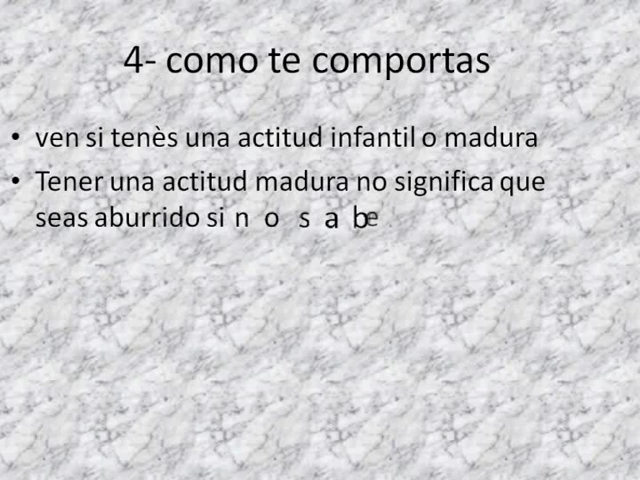 4- como te comportas
• ven si tenès una actitud infantil o madura
• Tener una actitud madura no significa que
seas aburrido si n o s a b e